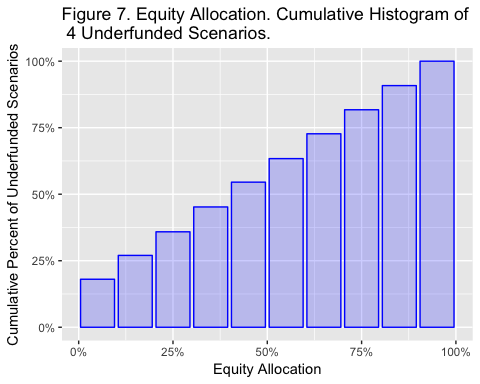 Figure 7. Equity Allocation. Cumulative Histogram of
4 Underfunded Scenarios.
Cumulative Percent of Underfunded Scenarios
100%
75%
50%
25%
0%
0%
25%
50%
75%
100%
Equity Allocation